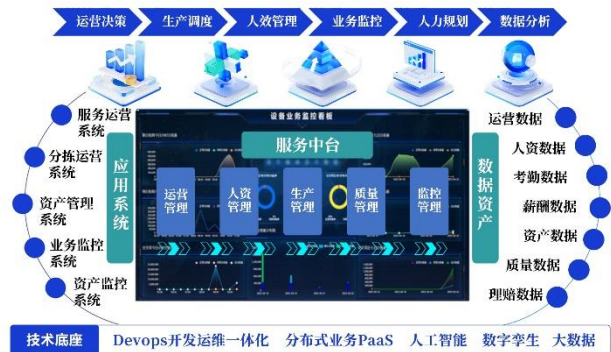 运营决策 生产调度 人效管理 业务监控 人力规划 数据分析
服务运营
系统
分拣运营
系统
资产管理
系统
业务监控
系统
资产监控
系统
应用系统
设备业务监控看板
服务中台
运营
管理
人资
管理
生产
管理
质量
管理
监控
管理
数据资产
运营数据
人资数据
考勤数据
薪酬数据
资产数据
质量数据
理赔数据
技术底座 Devops开发运维一体化 分布式业务PaaS 人工智能 数字孪生 大数据